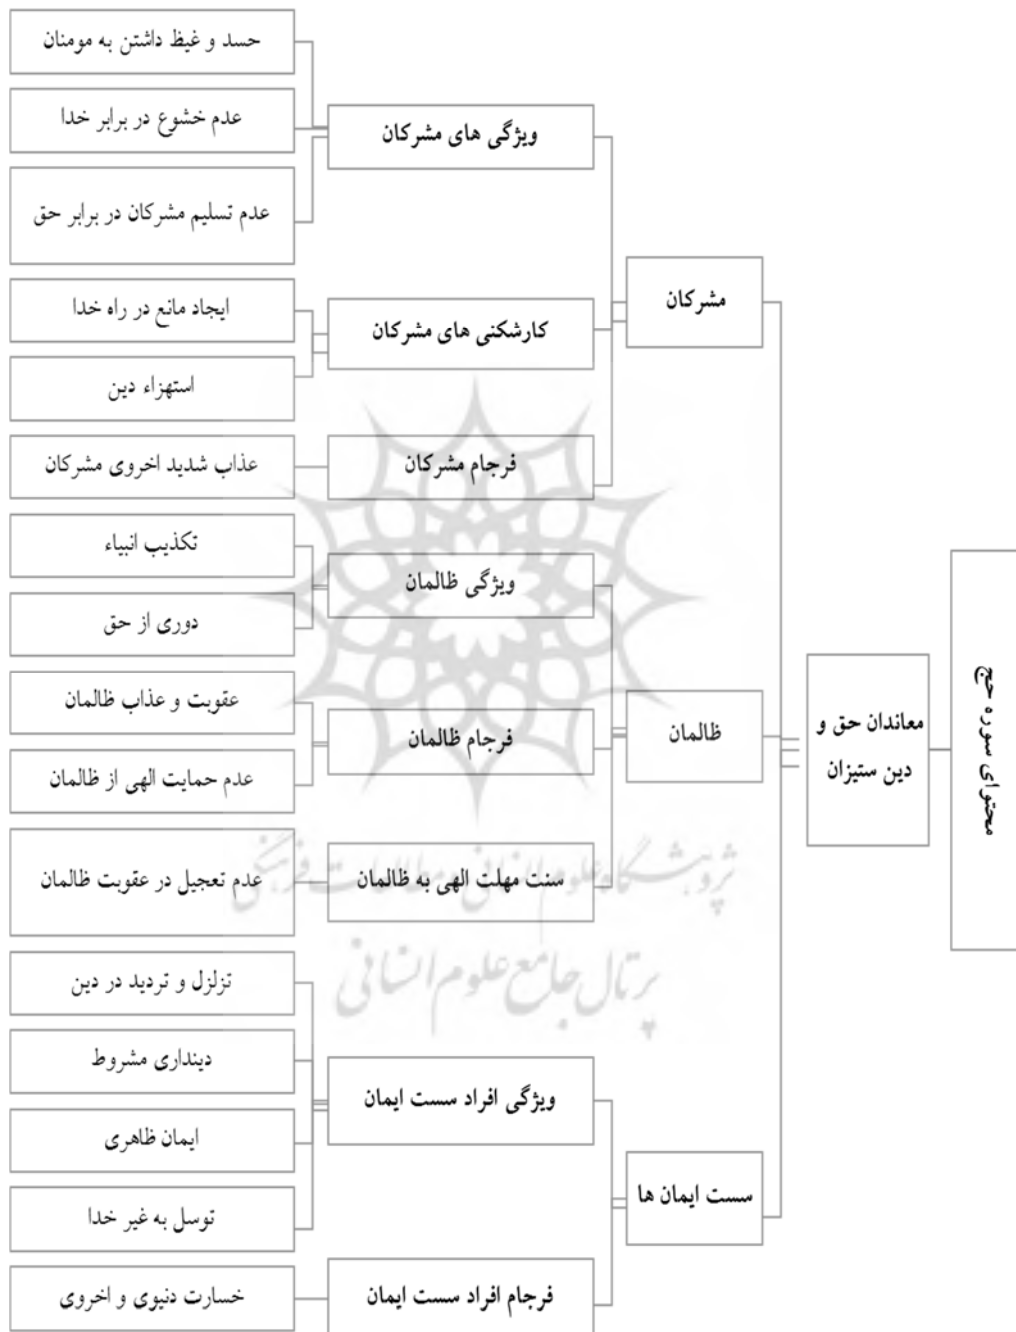 محتوای سوره حج
معاندان حق و
دین ستیزان
مشرکان
ویژگی های مشرکان
حسد و غیظ داشتن به مومنان
عدم خشوع در برابر خدا
عدم تسلیم مشرکان در برابر حق
کارشکنی های مشرکان
ایجاد مانع در راه خدا
استهزاء دین
فرجام مشرکان
عذاب شدید اخروی مشرکان
ظالمان
ویژگی ظالمان
تکذیب انبیاء
دوری از حق
فرجام ظالمان
عقوبت و عذاب ظالمان
عدم حمایت الهی از ظالمان
سنت مهلت الهی به ظالمان
عدم تعجیل در عقوبت ظالمان
سست ایمان ها
ویژگی افراد سست ایمان
تزلزل و تردید در دین
دینداری مشروط
ایمان ظاهری
توسل به غیر خدا
فرجام افراد سست ایمان
خسارت دنیوی و اخروی
پژوهشگاه علوم انسانی و مطالعات فرهنگی
پرتال جامع علوم انسانی